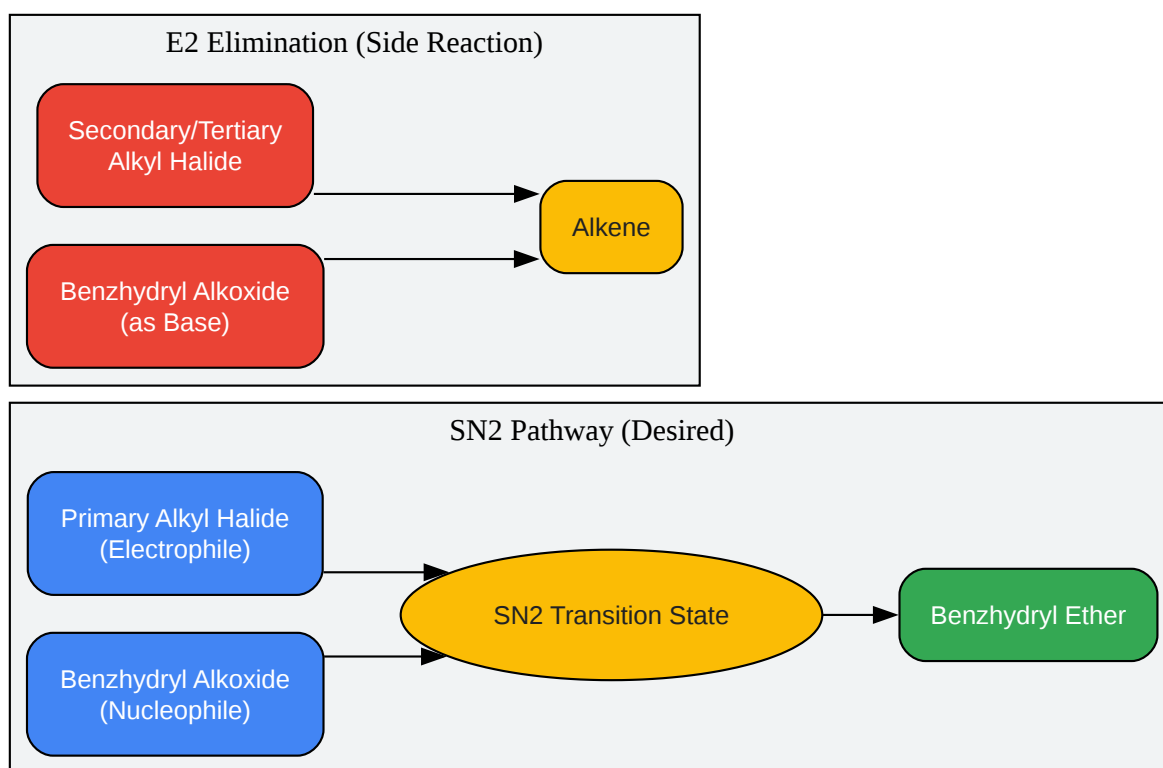 E2 Elimination (Side Reaction)
Secondary/Tertiary
Alkyl Halide
Alkene
Benzhydryl Alkoxide
(as Base)
SN2 Pathway (Desired)
Primary Alkyl Halide
(Electrophile)
SN2 Transition State
Benzhydryl Ether
Benzhydryl Alkoxide
(Nucleophile)